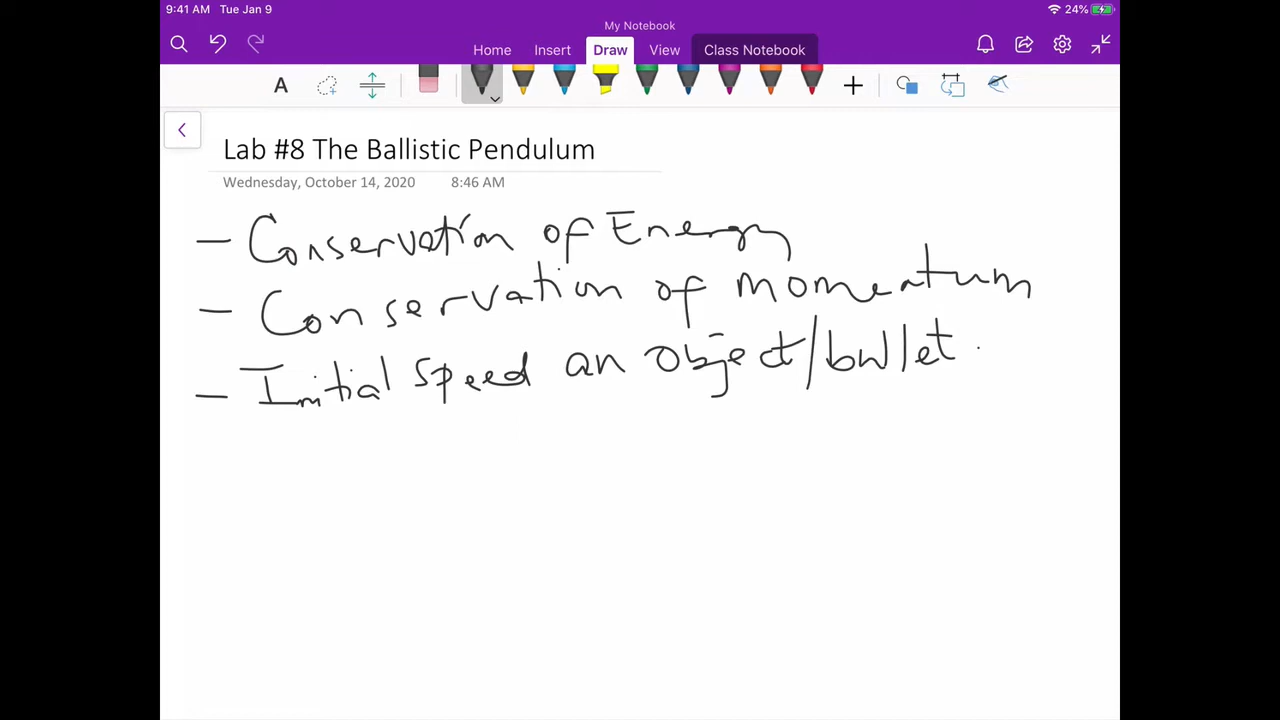 9:41 AM Tue Jan 9
24%
My Notebook
Home Insert Draw View Class Notebook
A
Lab #8 The Ballistic Pendulum
Wednesday, October 14, 2020 8:46 AM
- Conservation of Energy
- Conservation of momentum
- Initial speed an object/bullet.